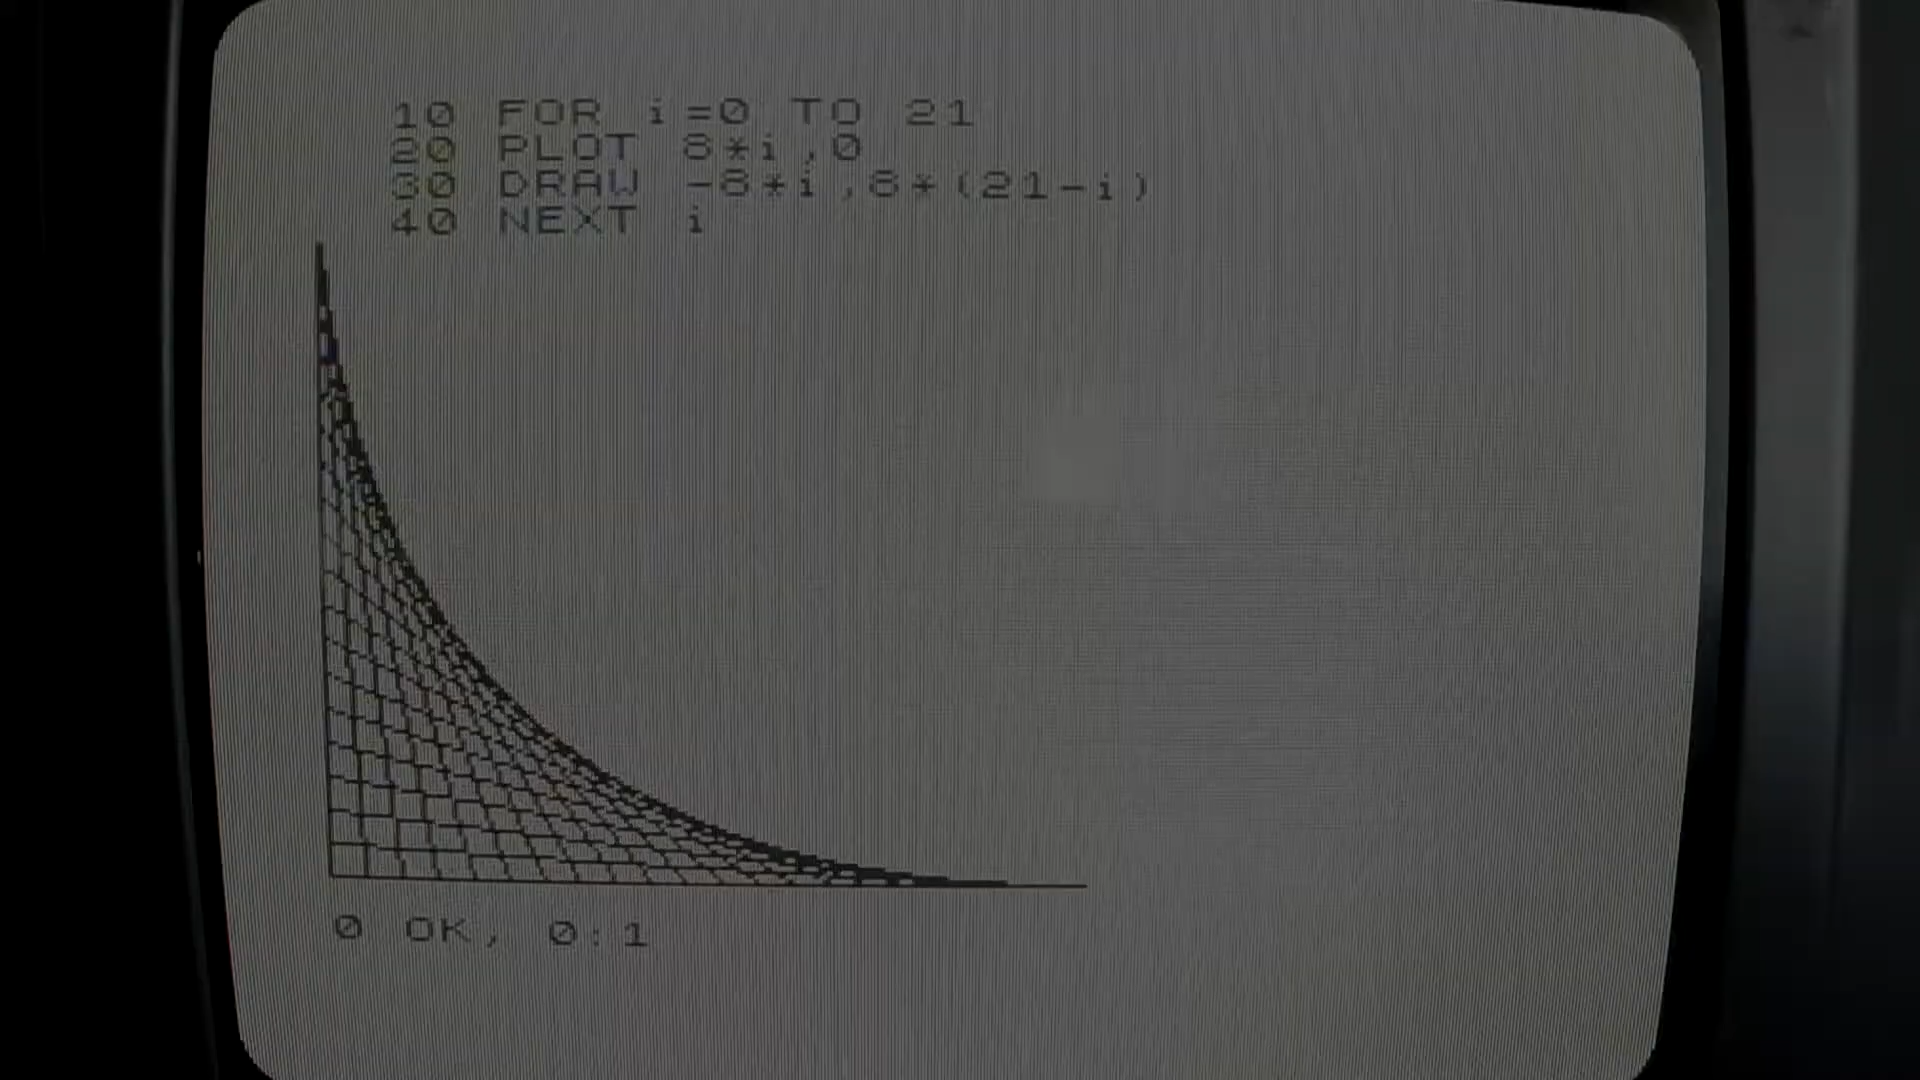 10 FOR i=0 TO 21
20 PLOT 8*i,0
30 DRAW -8*i,8*(21-i)
40 NEXT i
0 OK, 0:1